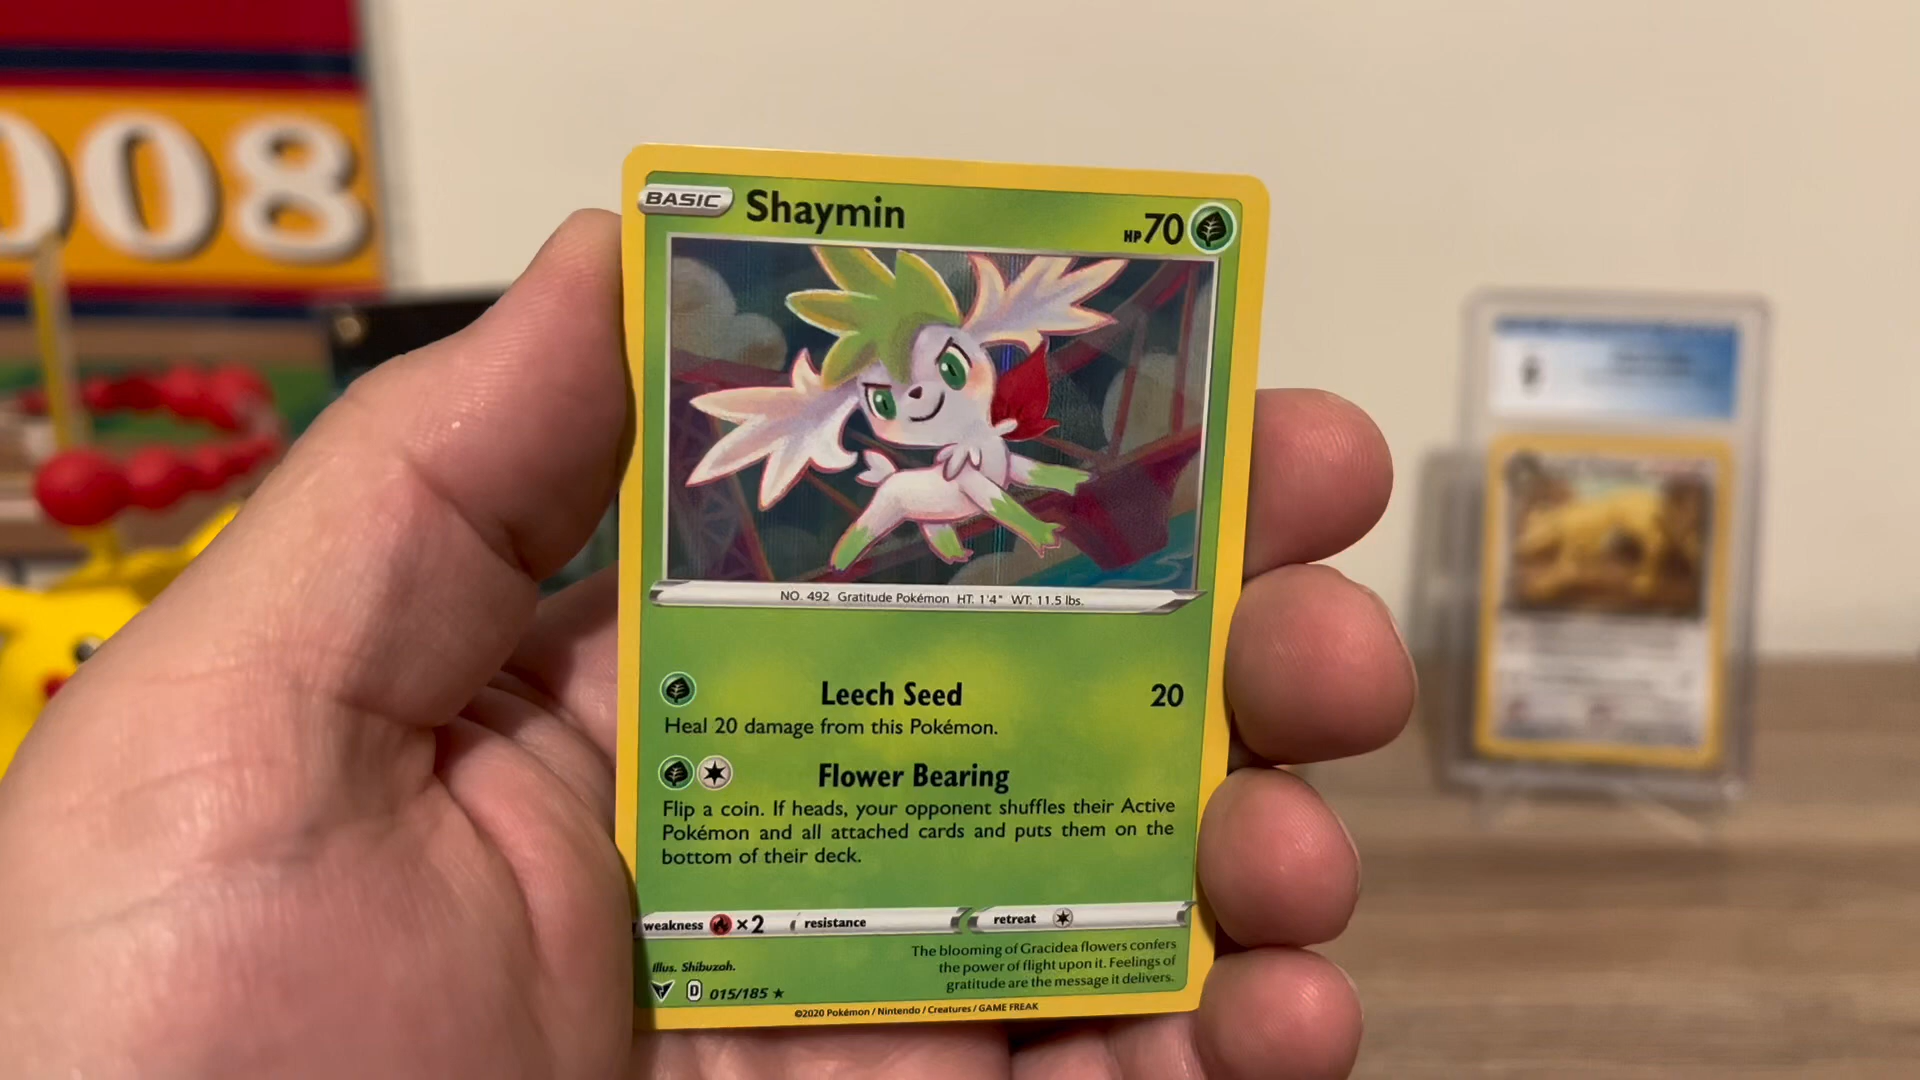 008
BASIC Shaymin HP 70
NO. 492 Gratitude Pokémon HT: 1'4" WT: 11.5 lbs.
Leech Seed 20
Heal 20 damage from this Pokémon.
Flower Bearing
Flip a coin. If heads, your opponent shuffles their Active
Pokémon and all attached cards and puts them on the
bottom of their deck.
weakness ×2 resistance retreat
The blooming of Gracidea flowers confers
the power of flight upon it. Feelings of
gratitude are the message it delivers.
Illus. Shibuzoh.
D 015/185 ★
©2020 Pokémon / Nintendo / Creatures / GAME FREAK